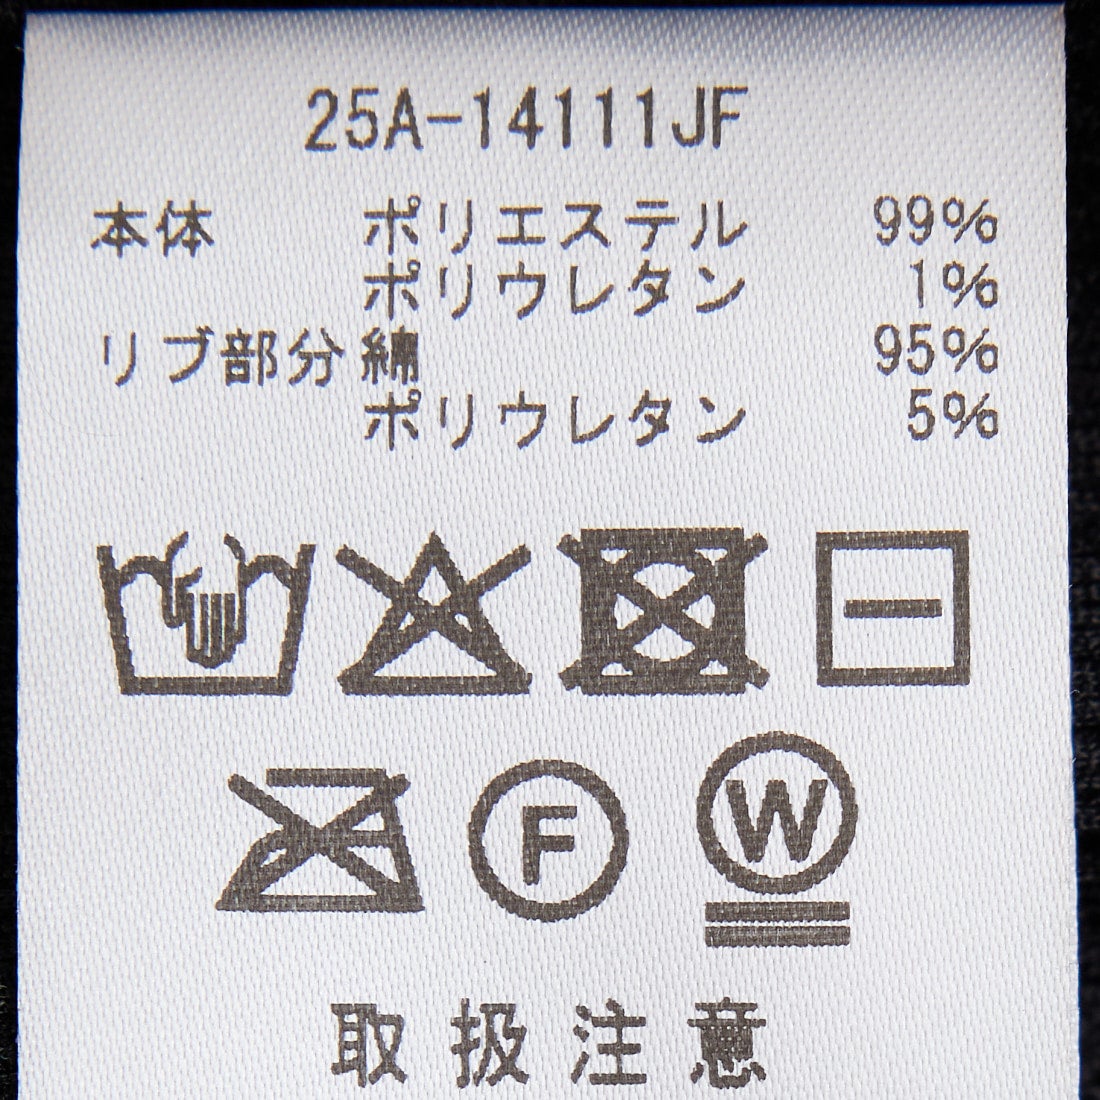 25A-14111JF
本体 ポリエステル 99%
ポリウレタン 1%
リブ部分 綿 95%
ポリウレタン 5%
F W
取扱注意